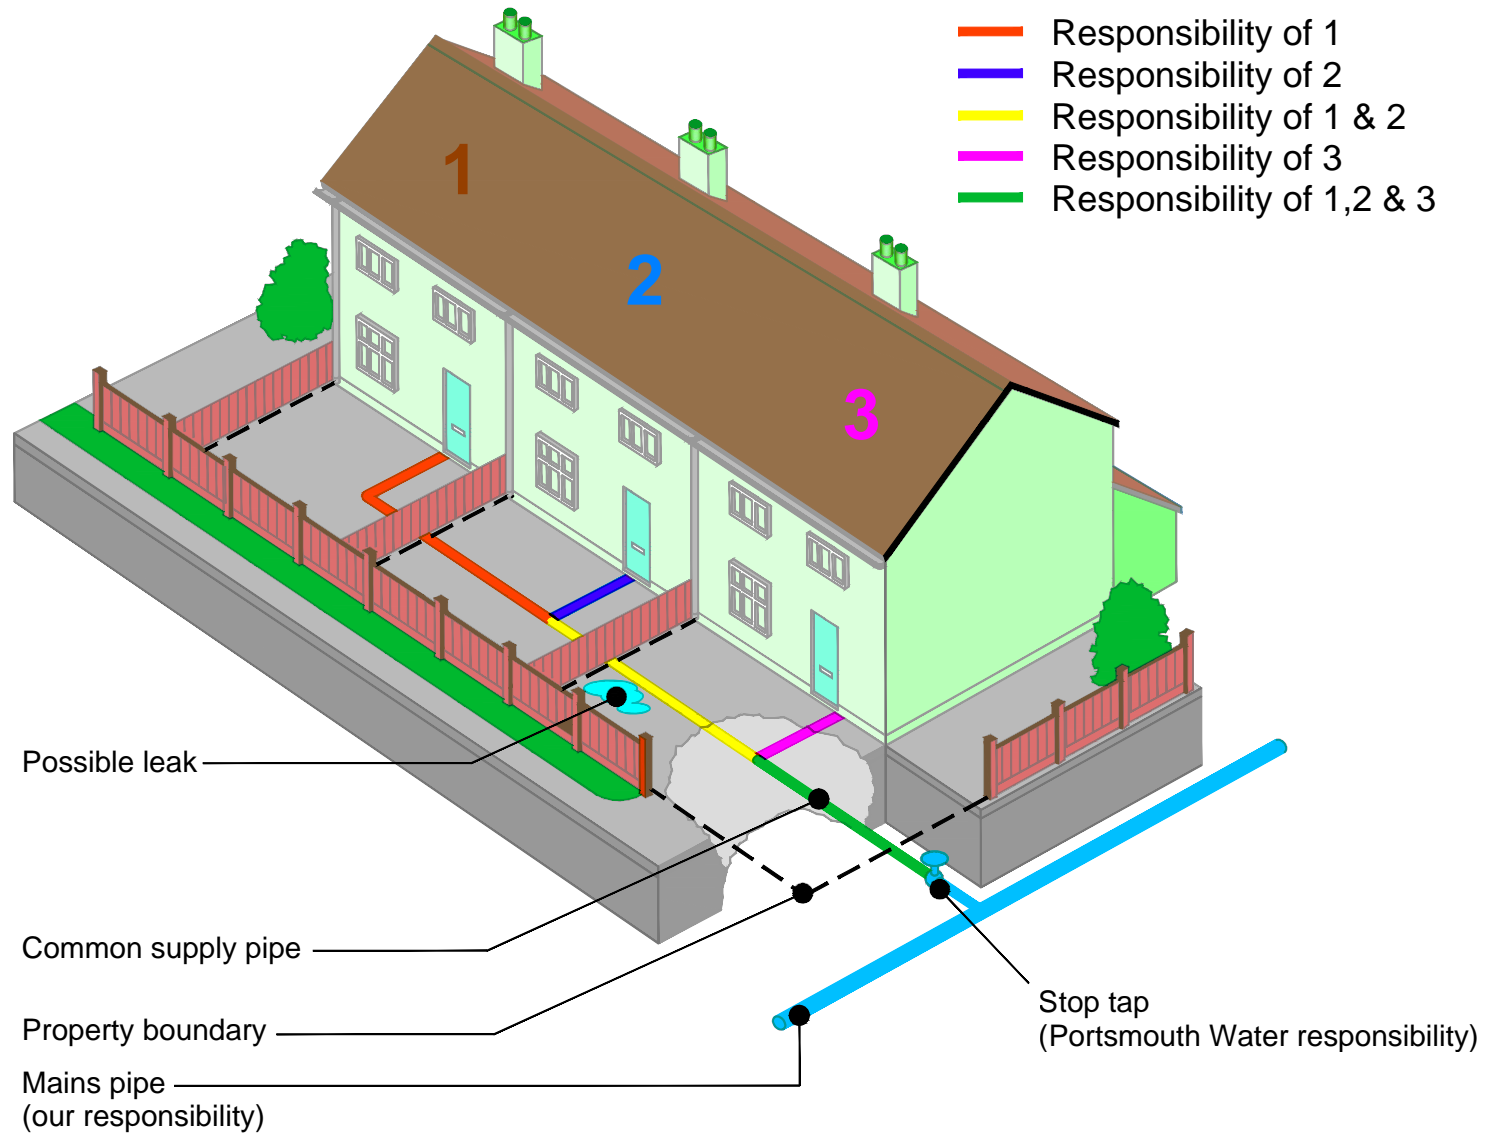 Responsibility of 1
Responsibility of 2
Responsibility of 1 & 2
Responsibility of 3
Responsibility of 1,2 & 3
1
2
3
Possible leak
Common supply pipe
Property boundary
Mains pipe
(our responsibility)
Stop tap
(Portsmouth Water responsibility)